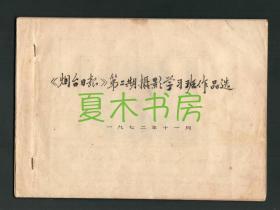 《烟台日报》第二期摄影学习班作品选
夏木书房
一九七二年十一月